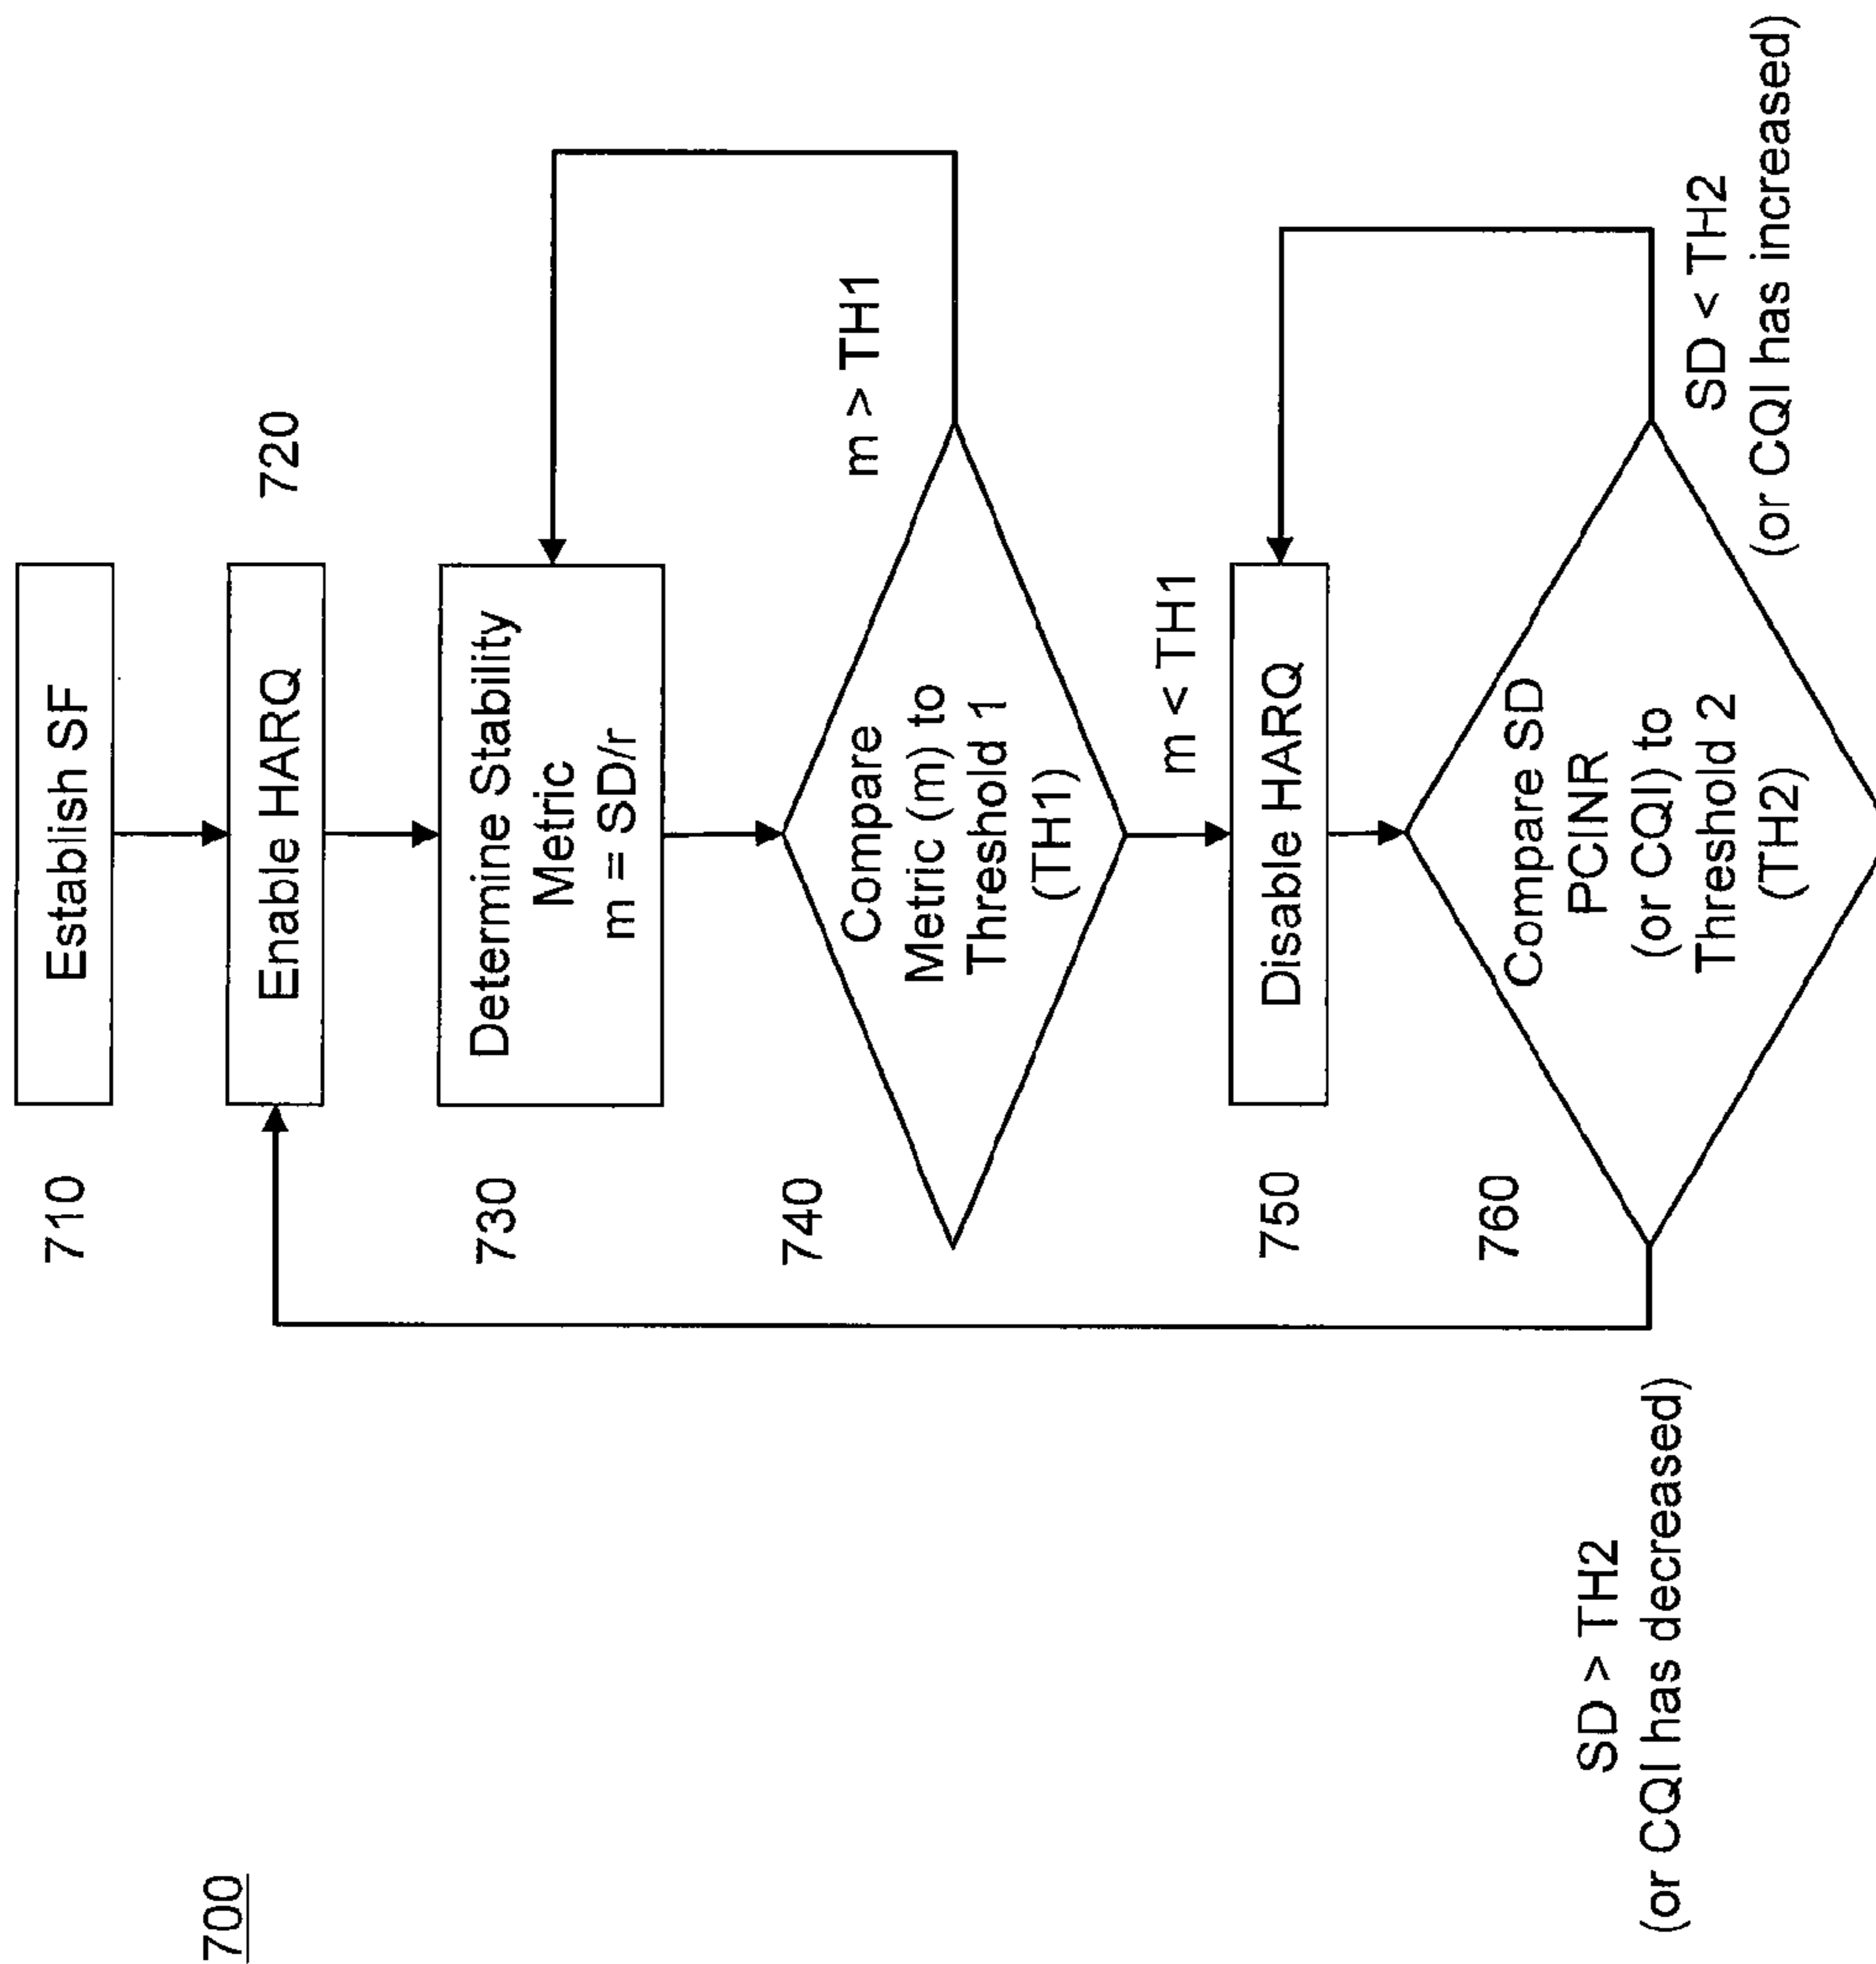 700
710
Establish SF
720
Enable HARQ
730
Determine Stability
Metric
m = SD/r
740
Compare
Metric (m) to
Threshold 1
(TH1)
m > TH1
m < TH1
750
Disable HARQ
760
Compare SD
PCINR
(or CQI) to
Threshold 2
(TH2)
SD < TH2
(or CQI has increased)
SD > TH2
(or CQI has decreased)